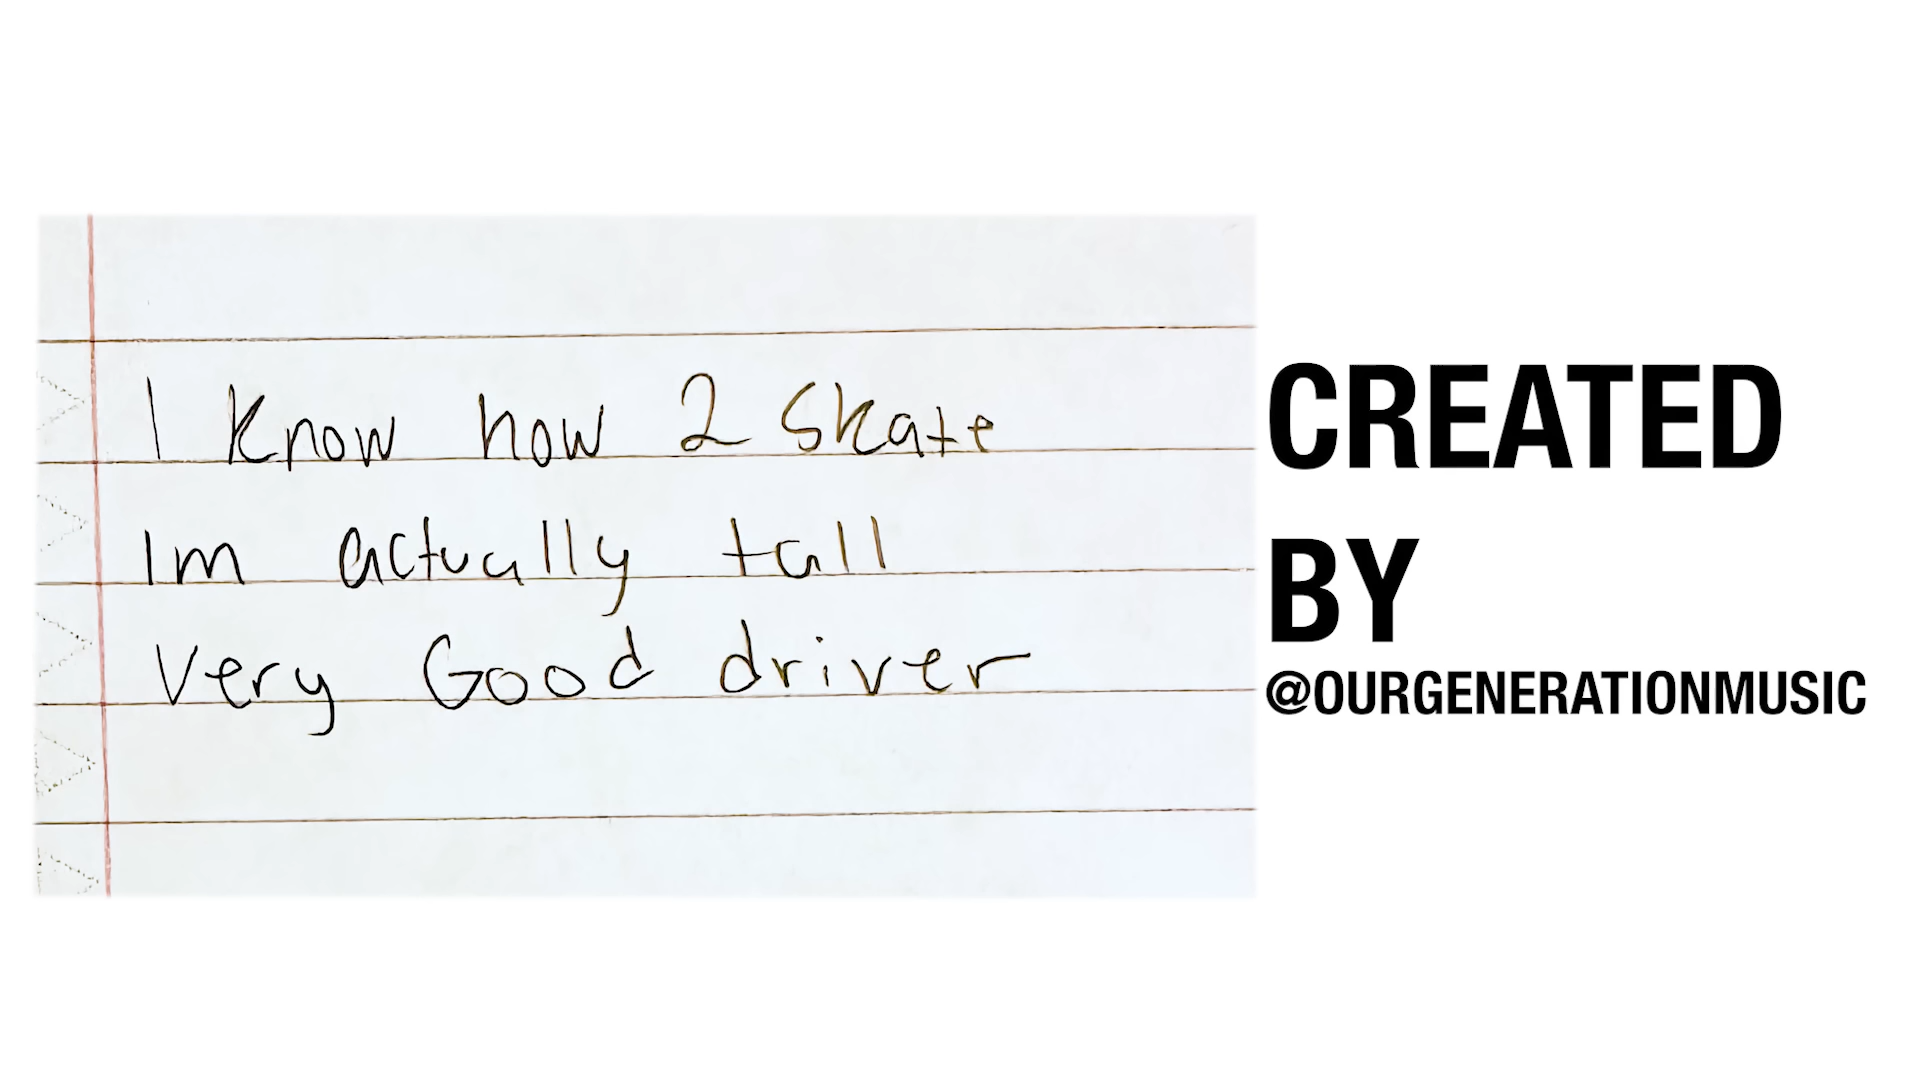 I know how 2 skate
Im actually tall
Very Good driver
CREATED
BY
@OURGENERATIONMUSIC